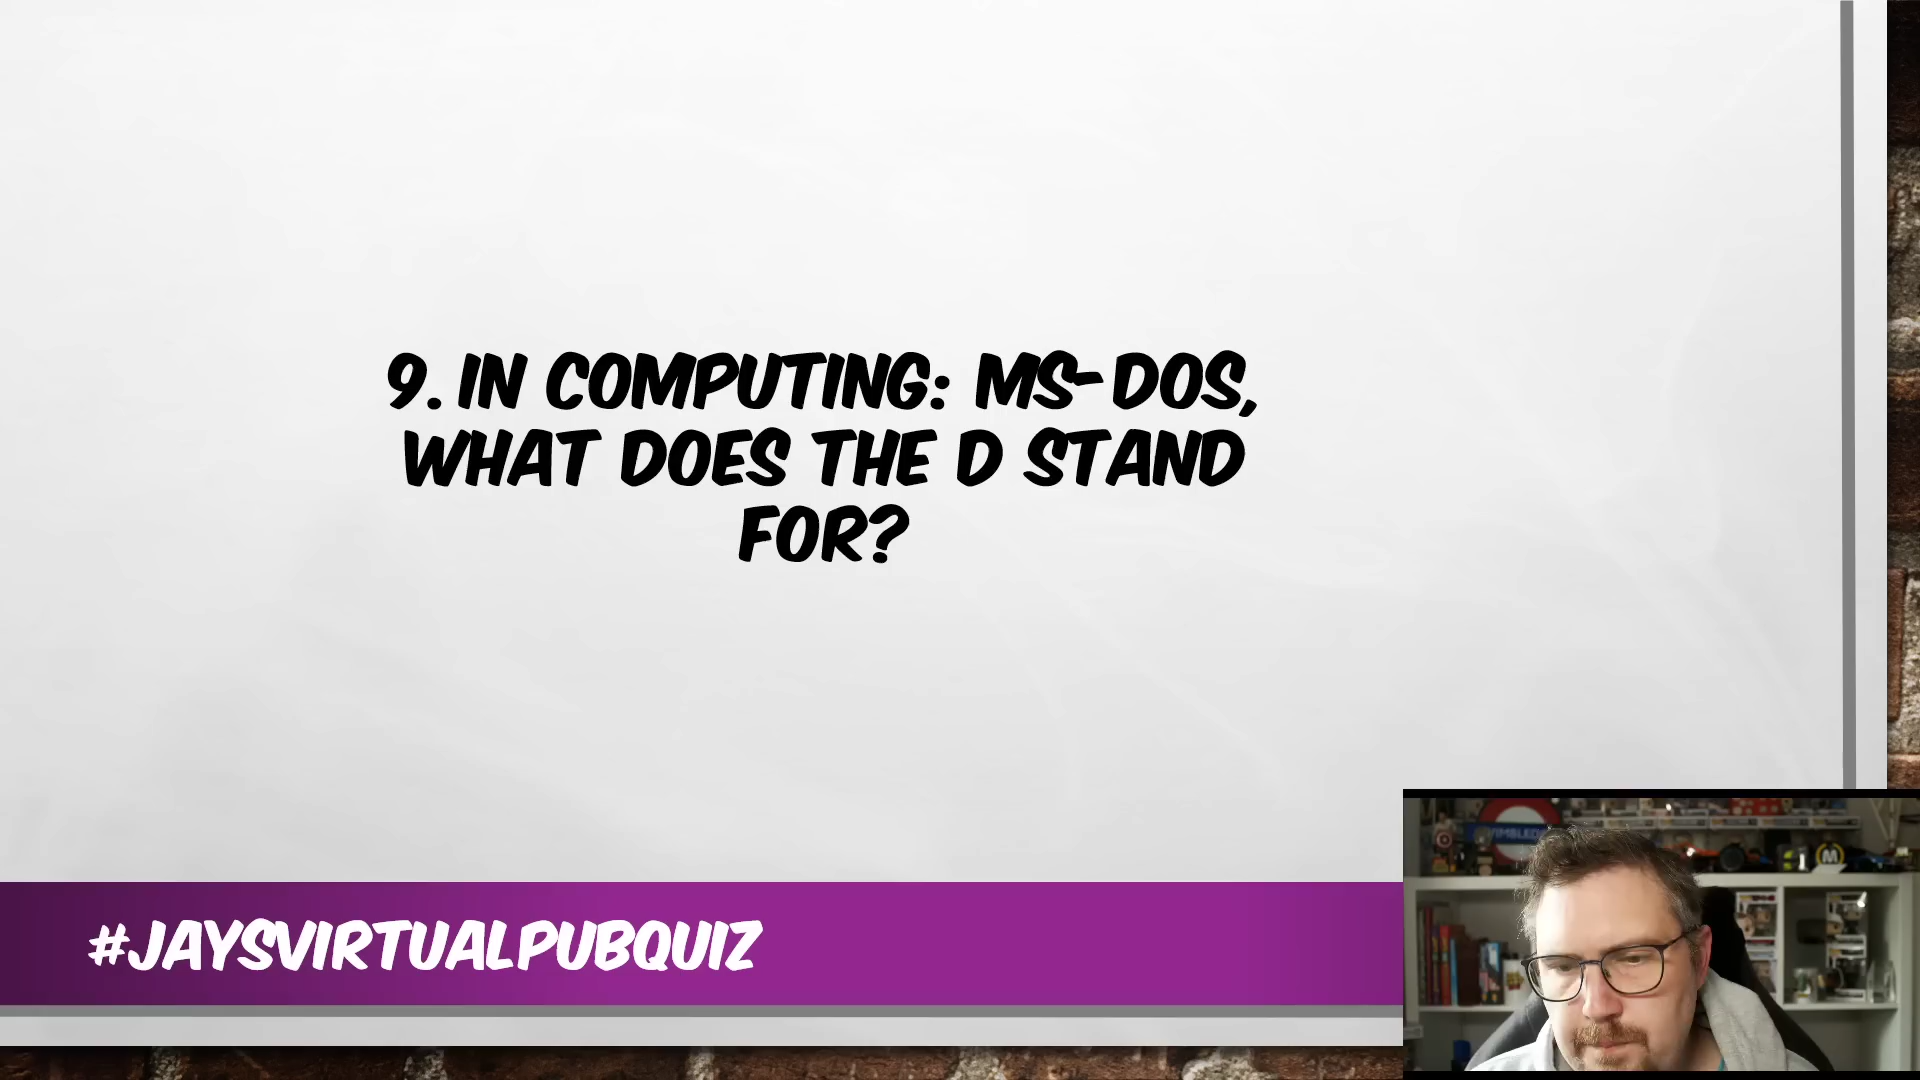 9. IN COMPUTING: MS-DOS,
WHAT DOES THE D STAND
FOR?
#JAYSVIRTUALPUBQUIZ